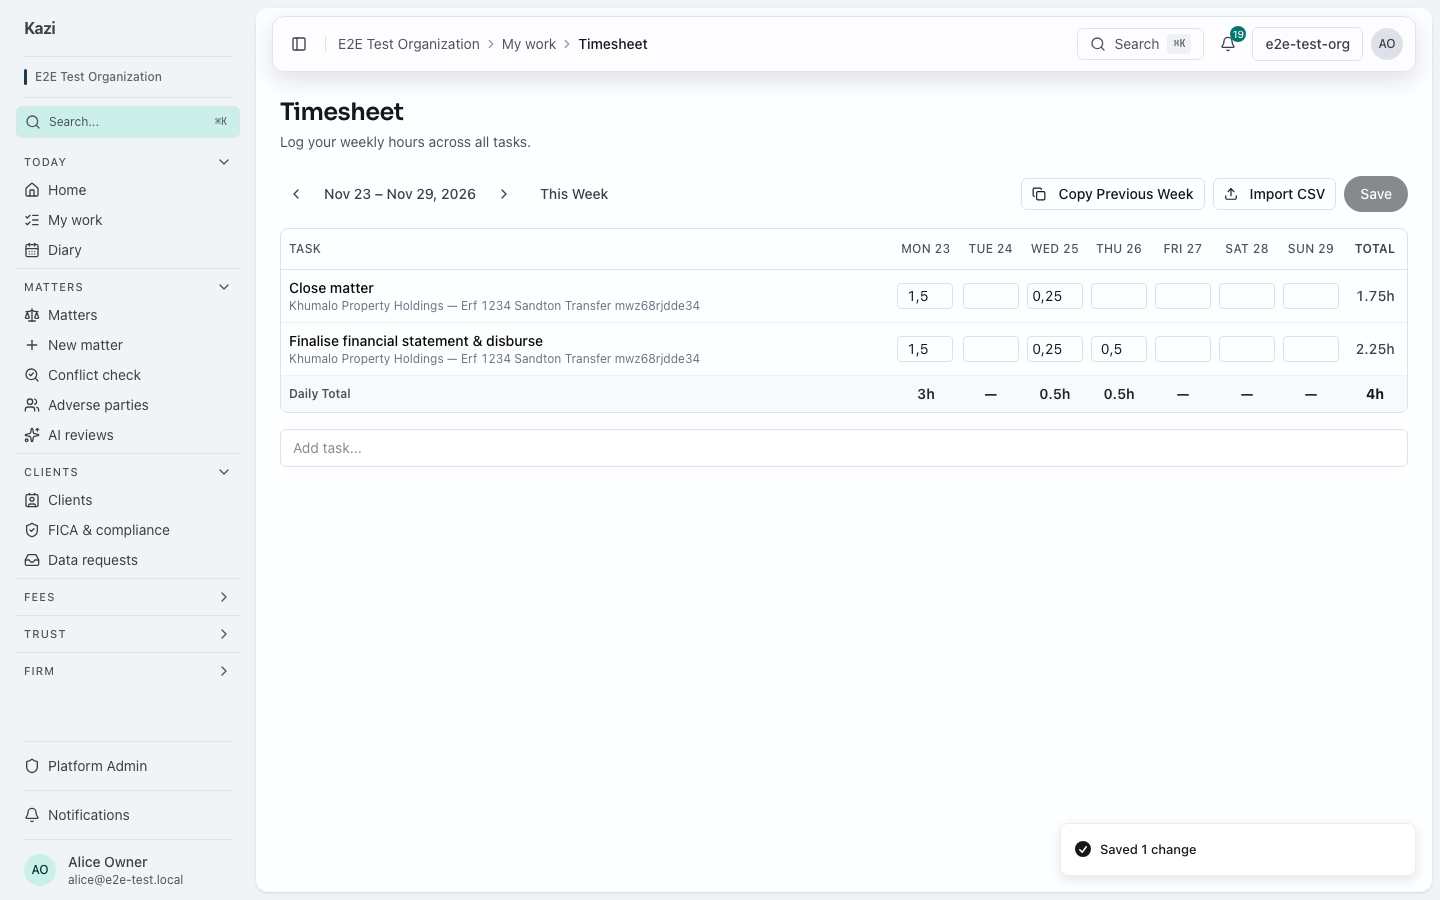 Kazi
E2E Test Organization
Search... ⌘K
TODAY
Home
My work
Diary
MATTERS
Matters
New matter
Conflict check
Adverse parties
AI reviews
CLIENTS
Clients
FICA & compliance
Data requests
FEES
TRUST
FIRM
Platform Admin
Notifications
AO Alice Owner
alice@e2e-test.local
E2E Test Organization > My work > Timesheet
Search ⌘K 19 e2e-test-org AO
Timesheet
Log your weekly hours across all tasks.
Nov 23 – Nov 29, 2026 This Week Copy Previous Week Import CSV Save
TASK MON 23 TUE 24 WED 25 THU 26 FRI 27 SAT 28 SUN 29 TOTAL
Close matter
Khumalo Property Holdings — Erf 1234 Sandton Transfer mwz68rjdde34
1,5 0,25 1.75h
Finalise financial statement & disburse
Khumalo Property Holdings — Erf 1234 Sandton Transfer mwz68rjdde34
1,5 0,25 0,5 2.25h
Daily Total 3h — 0.5h 0.5h — — — 4h
Add task...
Saved 1 change